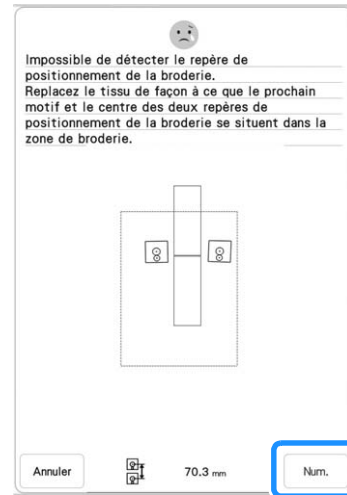 Impossible de détecter le repère de
positionnement de la broderie.
Replacez le tissu de façon à ce que le prochain
motif et le centre des deux repères de
positionnement de la broderie se situent dans la
zone de broderie.
Annuler
70.3 mm
Num.